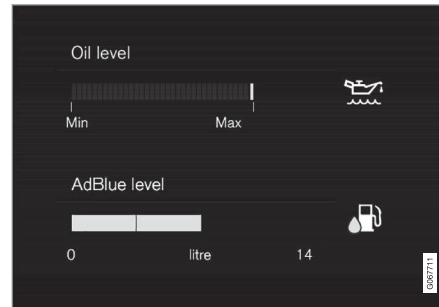 Oil level
Min Max
AdBlue level
0 litre 14
G067711